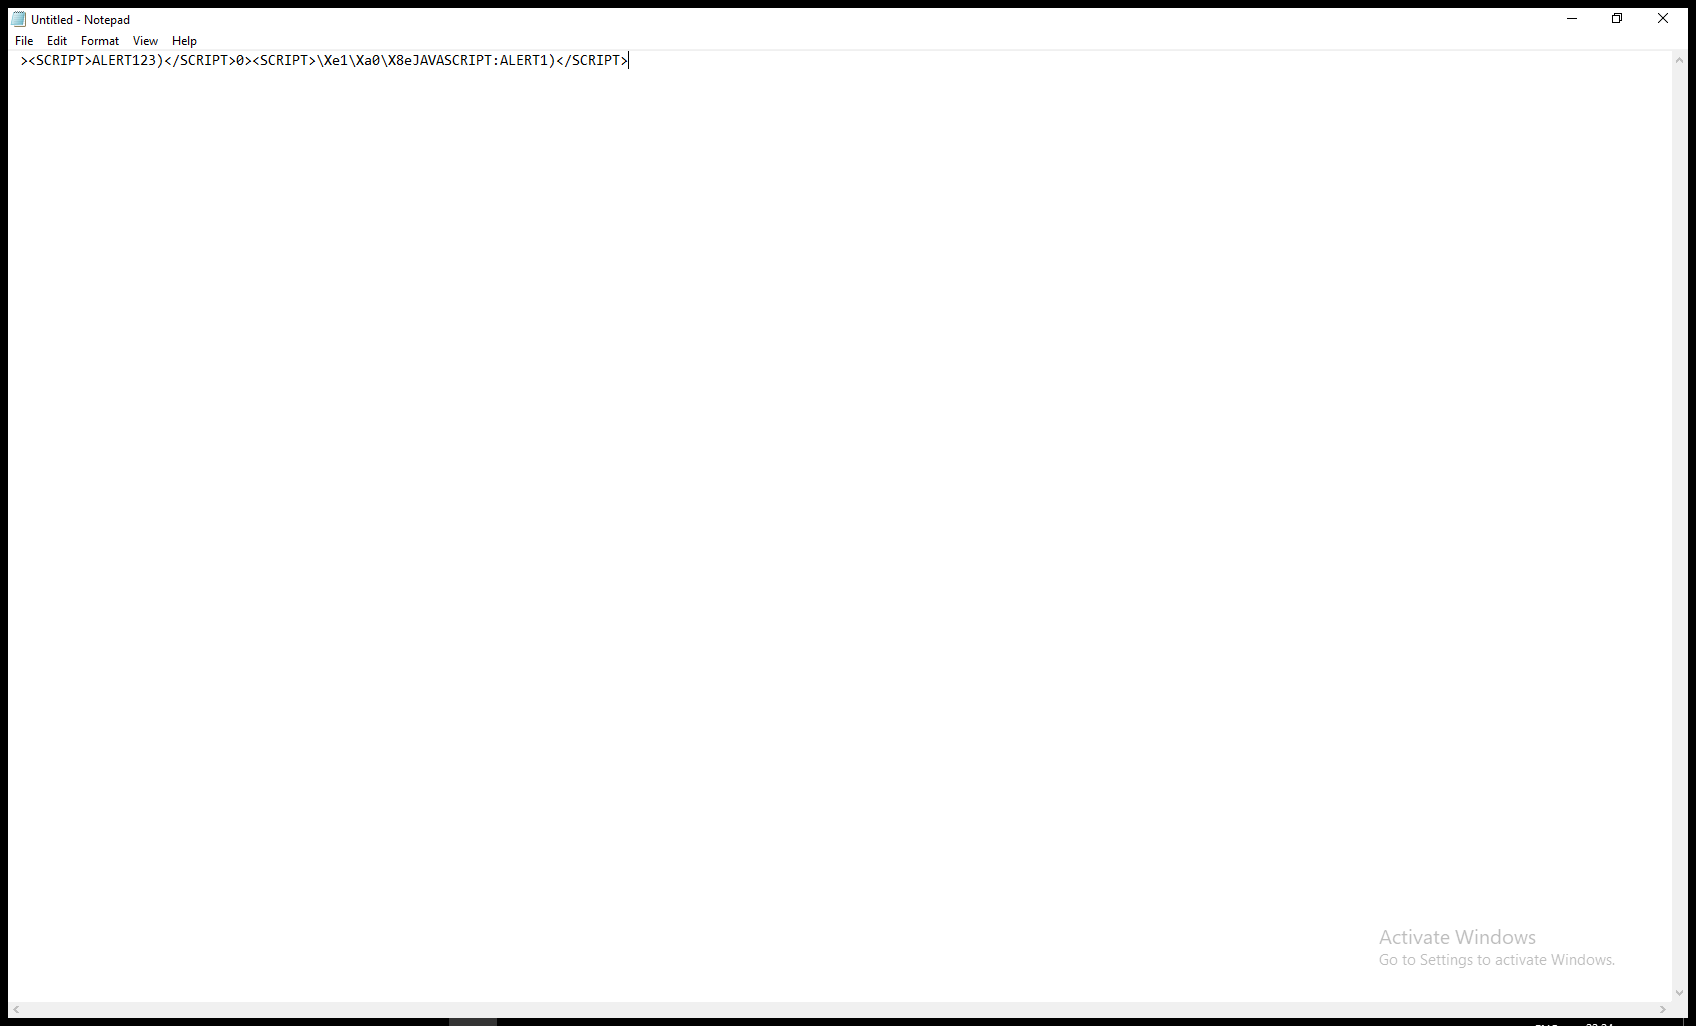 Untitled - Notepad
File Edit Format View Help
><SCRIPT>ALERT123)</SCRIPT>0><SCRIPT>\Xe1\Xa0\X8eJAVASCRIPT:ALERT1)</SCRIPT>
Activate Windows
Go to Settings to activate Windows.